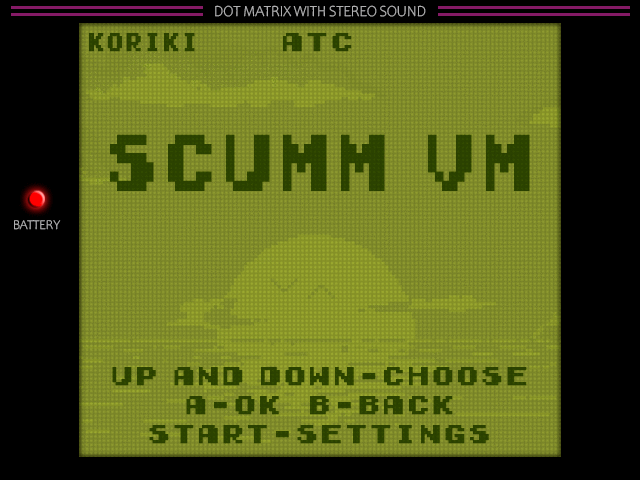 DOT MATRIX WITH STEREO SOUND
KORIKI ATC
SCUMM VM
BATTERY
UP AND DOWN-CHOOSE
A-OK B-BACK
START-SETTINGS